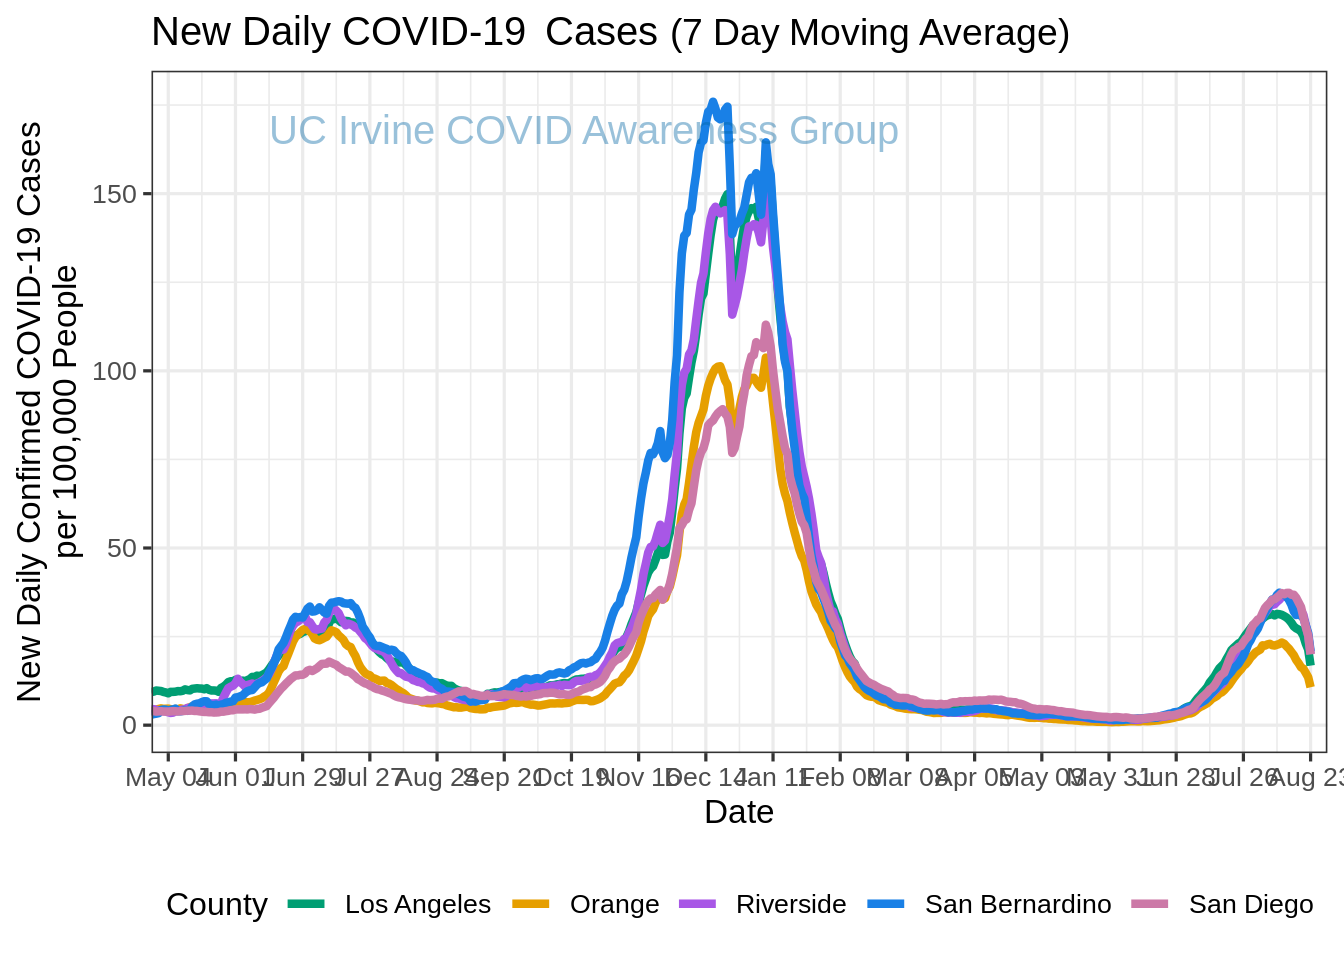 New Daily COVID-19 Cases (7 Day Moving Average)
UC Irvine COVID Awareness Group
New Daily Confirmed COVID-19 Cases
per 100,000 People
150
100
50
0
May 04 Jun 01 Jun 29 Jul 27 Aug 24 Sep 21 Oct 19 Nov 16 Dec 14 Jan 11 Feb 08 Mar 08 Apr 05 May 03 May 31 Jun 28 Jul 26 Aug 23
Date
County Los Angeles Orange Riverside San Bernardino San Diego